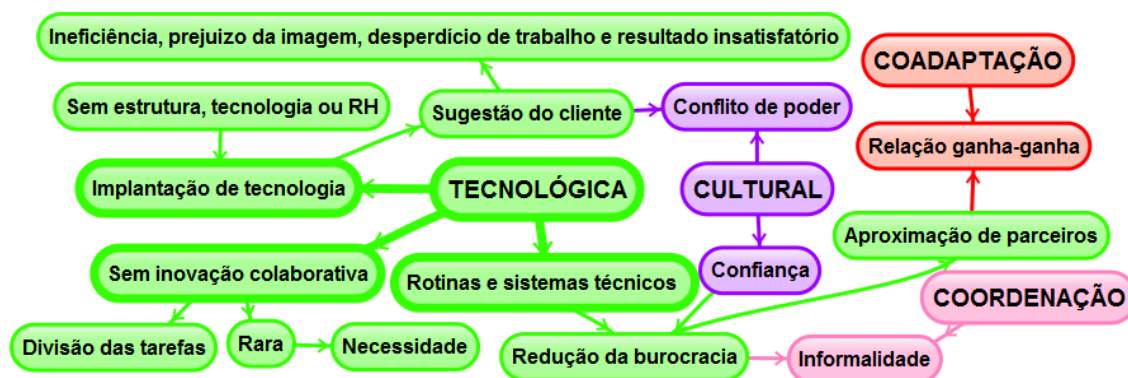 Ineficiência, prejuizo da imagem, desperdício de trabalho e resultado insatisfatório
COADAPTAÇÃO
Sem estrutura, tecnologia ou RH
Sugestão do cliente
Conflito de poder
Relação ganha-ganha
Implantação de tecnologia
TECNOLÓGICA
CULTURAL
Aproximação de parceiros
Sem inovação colaborativa
Rotinas e sistemas técnicos
Confiança
COORDENAÇÃO
Divisão das tarefas
Rara
Necessidade
Redução da burocracia
Informalidade